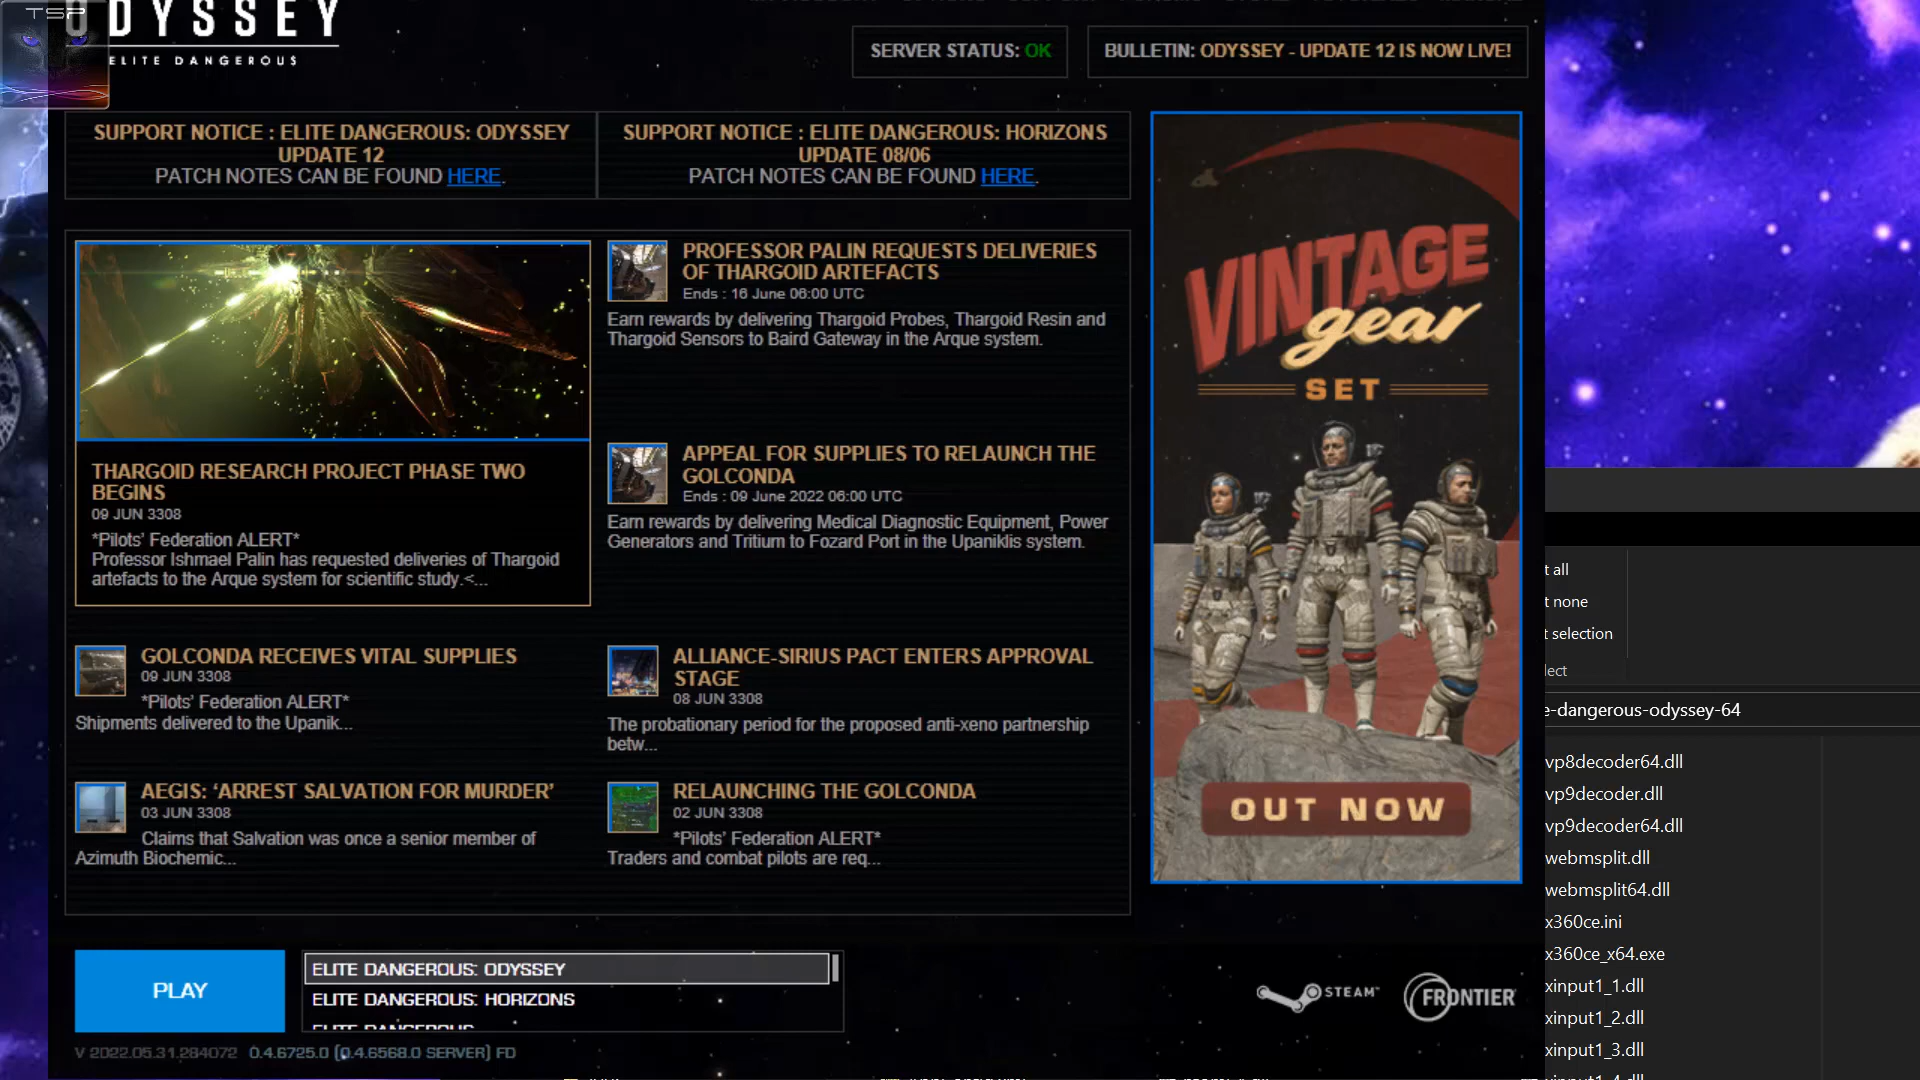 TSP
ODYSSEY
ELITE DANGEROUS
SERVER STATUS: OK
BULLETIN: ODYSSEY - UPDATE 12 IS NOW LIVE!
SUPPORT NOTICE : ELITE DANGEROUS: ODYSSEY
UPDATE 12
PATCH NOTES CAN BE FOUND HERE.
SUPPORT NOTICE : ELITE DANGEROUS: HORIZONS
UPDATE 08/06
PATCH NOTES CAN BE FOUND HERE.
THARGOID RESEARCH PROJECT PHASE TWO
BEGINS
09 JUN 3308
*Pilots’ Federation ALERT*
Professor Ishmael Palin has requested deliveries of Thargoid
artefacts to the Arque system for scientific study.<...
PROFESSOR PALIN REQUESTS DELIVERIES
OF THARGOID ARTEFACTS
Ends : 16 June 06:00 UTC
Earn rewards by delivering Thargoid Probes, Thargoid Resin and
Thargoid Sensors to Baird Gateway in the Arque system.
APPEAL FOR SUPPLIES TO RELAUNCH THE
GOLCONDA
Ends : 09 June 2022 06:00 UTC
Earn rewards by delivering Medical Diagnostic Equipment, Power
Generators and Tritium to Fozard Port in the Upaniklis system.
GOLCONDA RECEIVES VITAL SUPPLIES
09 JUN 3308
*Pilots’ Federation ALERT*
Shipments delivered to the Upanik...
ALLIANCE-SIRIUS PACT ENTERS APPROVAL
STAGE
08 JUN 3308
The probationary period for the proposed anti-xeno partnership
betw...
AEGIS: ‘ARREST SALVATION FOR MURDER’
03 JUN 3308
Claims that Salvation was once a senior member of
Azimuth Biochemic...
RELAUNCHING THE GOLCONDA
02 JUN 3308
*Pilots’ Federation ALERT*
Traders and combat pilots are req...
VINTAGE
gear
SET
OUT NOW
PLAY
ELITE DANGEROUS: ODYSSEY
ELITE DANGEROUS: HORIZONS
ELITE DANGEROUS
STEAM™
FRONTIER
V 2022.05.31.284072 0.4.6725.0 (0.4.6568.0 SERVER) FD
t all
t none
t selection
lect
e-dangerous-odyssey-64
vp8decoder64.dll
vp9decoder.dll
vp9decoder64.dll
webmsplit.dll
webmsplit64.dll
x360ce.ini
x360ce_x64.exe
xinput1_1.dll
xinput1_2.dll
xinput1_3.dll